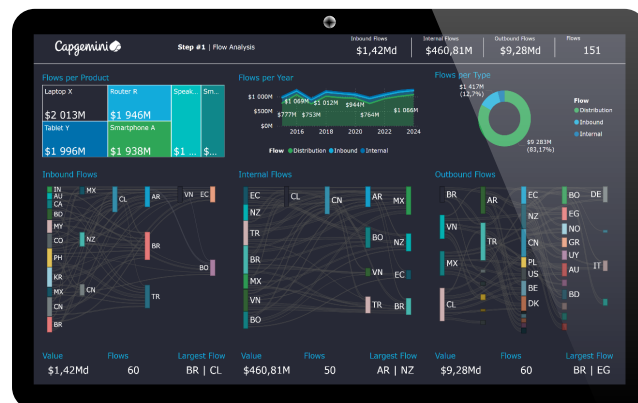 Capgemini
Step #1 | Flow Analysis
Inbound Flows
$1,42Md
Internal Flows
$460,81M
Outbound Flows
$9,28Md
Flows
151
Flows per Product
Laptop X
$2 013M
Router R
$1 946M
Speak...
$1 ...
Sm...
$...
Tablet Y
$1 996M
Smartphone A
$1 938M
Flows per Year
$1 000M
$500M
$0M
$777M
$1 069M
$753M
$1 012M
$944M
$764M
$1 086M
2016 2018 2020 2022 2024
Flow Distribution Inbound Internal
Flows per Type
$1 417M
(12,7%)
$9 283M
(83,17%)
Flow
Distribution
Inbound
Internal
Inbound Flows
IN
AU
CA
BD
MY
CO
PH
KR
MX
CN
BR
MX
NZ
CN
CL
AR
BR
TR
VN
EC
BO
Internal Flows
EC
NZ
TR
BR
MX
VN
BO
CL
CN
AR
BO
VN
TR
MX
NZ
EC
BR
Outbound Flows
BR
VN
MX
CL
AR
TR
EC
NZ
CN
PL
US
BE
DK
BO
EG
NO
GR
UY
AU
BD
DE
IT
Value
$1,42Md
Flows
60
Largest Flow
BR | CL
Value
$460,81M
Flows
50
Largest Flow
AR | NZ
Value
$9,28Md
Flows
60
Largest Flow
BR | EG